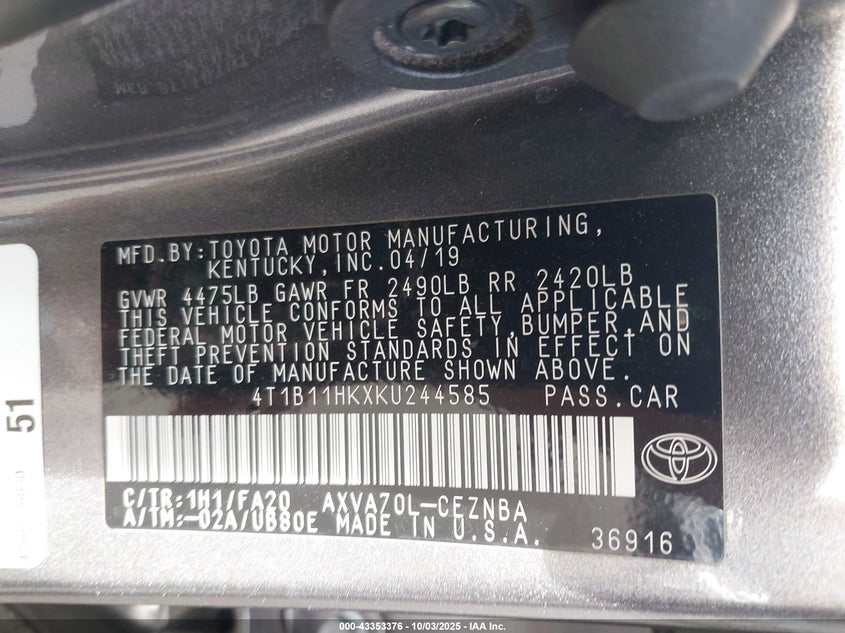 MFD.BY:TOYOTA MOTOR MANUFACTURING,
KENTUCKY,INC.04/19
GVWR 4475LB GAWR FR 2490LB RR 2420LB
THIS VEHICLE CONFORMS TO ALL APPLICABLE
FEDERAL MOTOR VEHICLE SAFETY,BUMPER,AND
THEFT PREVENTION STANDARDS IN EFFECT ON
THE DATE OF MANUFACTURE SHOWN ABOVE.
4T1B11HKXKU244585 PASS.CAR
C/TR:1H1/FA20 AXVA70L-CEZNBA
A/TM:-02A/UB80E MADE IN U.S.A.
36916
51
000-43353376 - 10/03/2025 - IAA Inc.